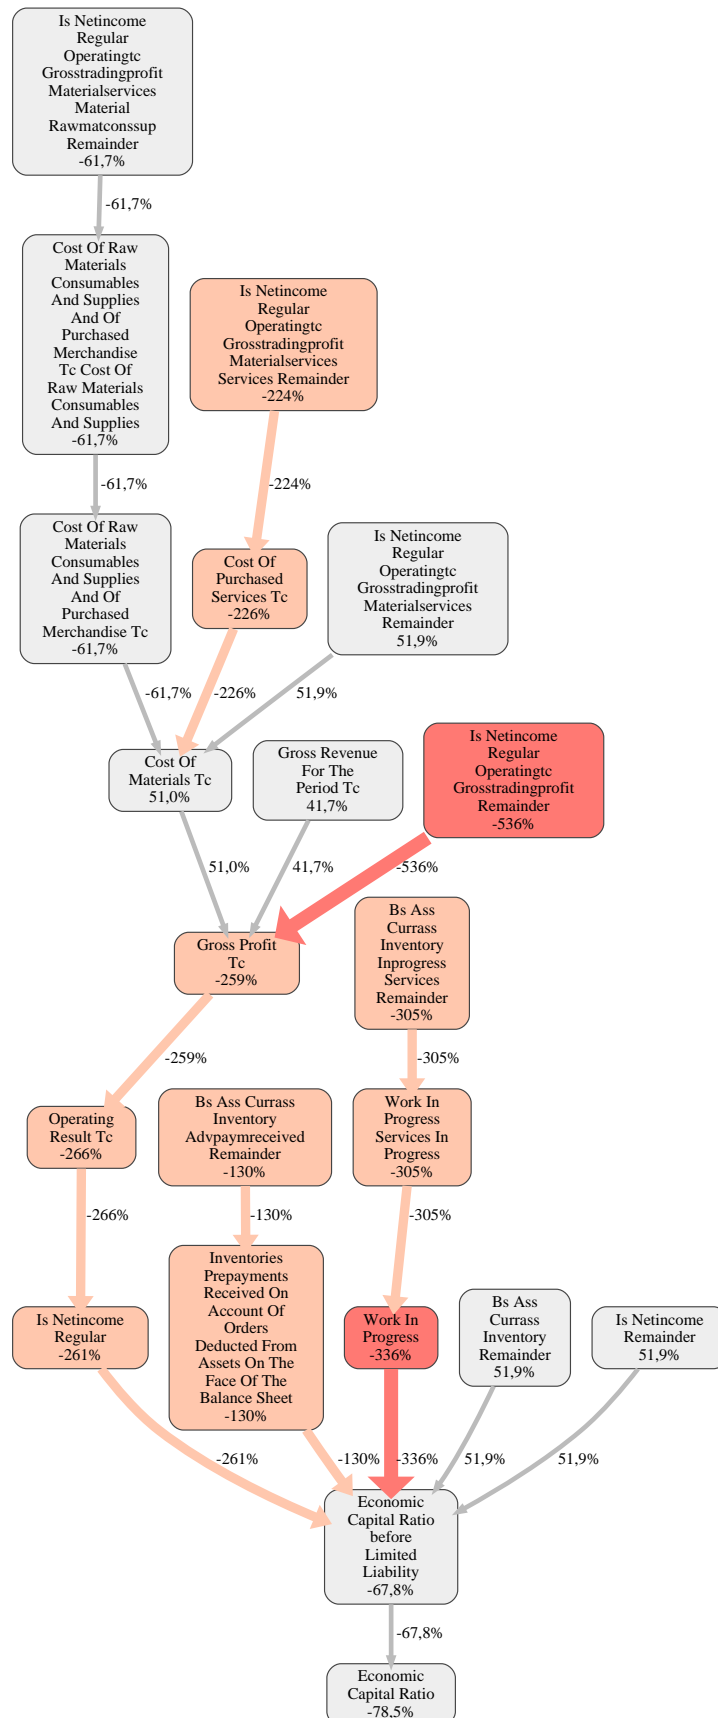 Is Netincome
Regular
Operatingtc
Grosstradingprofit
Materialservices
Material
Rawmatconssup
Remainder
-61,7%
-61,7%
Cost Of Raw
Materials
Consumables
And Supplies
And Of
Purchased
Merchandise
Tc Cost Of
Raw Materials
Consumables
And Supplies
-61,7%
Is Netincome
Regular
Operatingtc
Grosstradingprofit
Materialservices
Services Remainder
-224%
-61,7%
-224%
Cost Of Raw
Materials
Consumables
And Supplies
And Of
Purchased
Merchandise Tc
-61,7%
Cost Of
Purchased
Services Tc
-226%
Is Netincome
Regular
Operatingtc
Grosstradingprofit
Materialservices
Remainder
51,9%
-61,7%
-226%
51,9%
Cost Of
Materials Tc
51,0%
Gross Revenue
For The
Period Tc
41,7%
Is Netincome
Regular
Operatingtc
Grosstradingprofit
Remainder
-536%
51,0%
41,7%
-536%
Gross Profit
Tc
-259%
Bs Ass
Currass
Inventory
Inprogress
Services
Remainder
-305%
-259%
-305%
Operating
Result Tc
-266%
Bs Ass Currass
Inventory
Advpaymreceived
Remainder
-130%
Work In
Progress
Services In
Progress
-305%
-266%
-130%
-305%
Is Netincome
Regular
-261%
Inventories
Prepayments
Received On
Account Of
Orders
Deducted From
Assets On The
Face Of The
Balance Sheet
-130%
Work In
Progress
-336%
Bs Ass
Currass
Inventory
Remainder
51,9%
Is Netincome
Remainder
51,9%
-261%
-130%
-336%
51,9%
51,9%
Economic
Capital Ratio
before
Limited
Liability
-67,8%
-67,8%
Economic
Capital Ratio
-78,5%